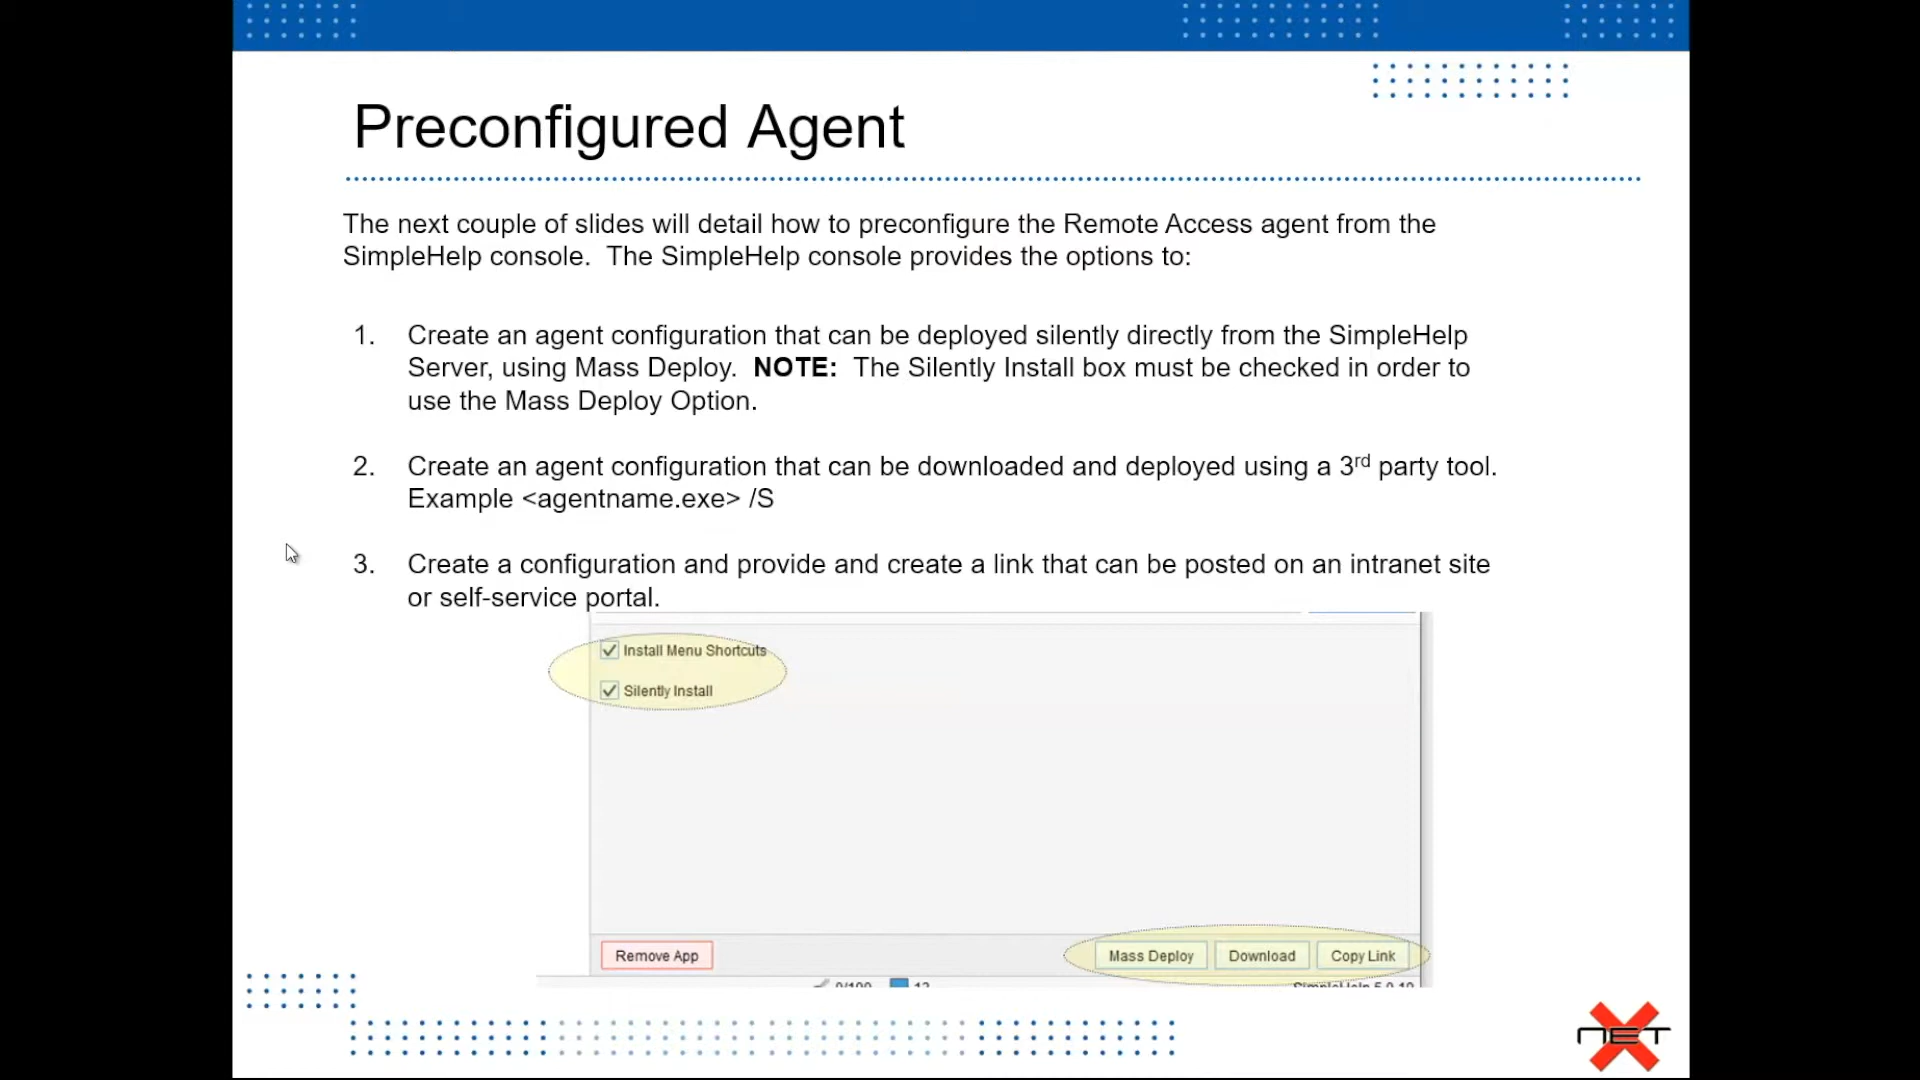 Preconfigured Agent
The next couple of slides will detail how to preconfigure the Remote Access agent from the
SimpleHelp console.  The SimpleHelp console provides the options to:
1. Create an agent configuration that can be deployed silently directly from the SimpleHelp
Server, using Mass Deploy.  NOTE:  The Silently Install box must be checked in order to
use the Mass Deploy Option.
2. Create an agent configuration that can be downloaded and deployed using a 3rd party tool.
Example <agentname.exe> /S
3. Create a configuration and provide and create a link that can be posted on an intranet site
or self-service portal.
Install Menu Shortcuts
Silently Install
Remove App
Mass Deploy
Download
Copy Link
SimpleHelp
NET